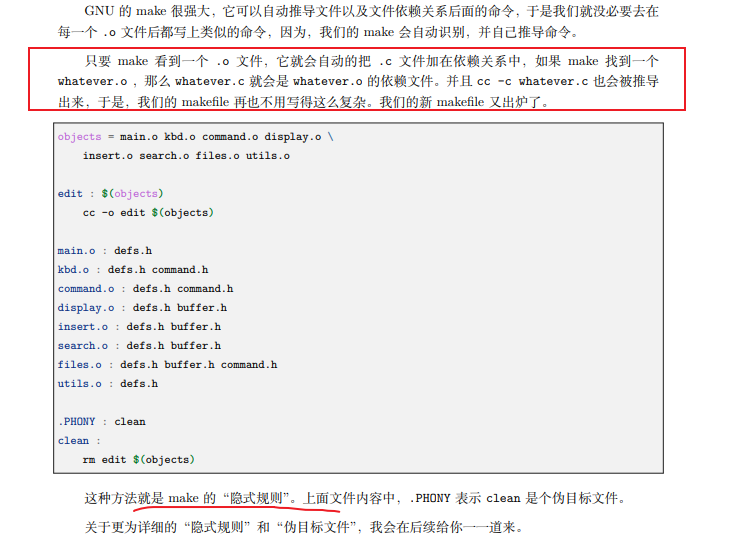 GNU 的 make 很强大，它可以自动推导文件以及文件依赖关系后面的命令，于是我们就没必要去在
每一个 .o 文件后都写上类似的命令，因为，我们的 make 会自动识别，并自己推导命令。
只要 make 看到一个 .o 文件，它就会自动的把 .c 文件加在依赖关系中，如果 make 找到一个
whatever.o ，那么 whatever.c 就会是 whatever.o 的依赖文件。并且 cc -c whatever.c 也会被推导
出来，于是，我们的 makefile 再也不用写得这么复杂。我们的新 makefile 又出炉了。
objects = main.o kbd.o command.o display.o \
insert.o search.o files.o utils.o
edit : $(objects)
cc -o edit $(objects)
main.o : defs.h
kbd.o : defs.h command.h
command.o : defs.h command.h
display.o : defs.h buffer.h
insert.o : defs.h buffer.h
search.o : defs.h buffer.h
files.o : defs.h buffer.h command.h
utils.o : defs.h
.PHONY : clean
clean :
rm edit $(objects)
这种方法就是 make 的“隐式规则”。上面文件内容中，.PHONY 表示 clean 是个伪目标文件。
关于更为详细的“隐式规则”和“伪目标文件”，我会在后续给你一一道来。